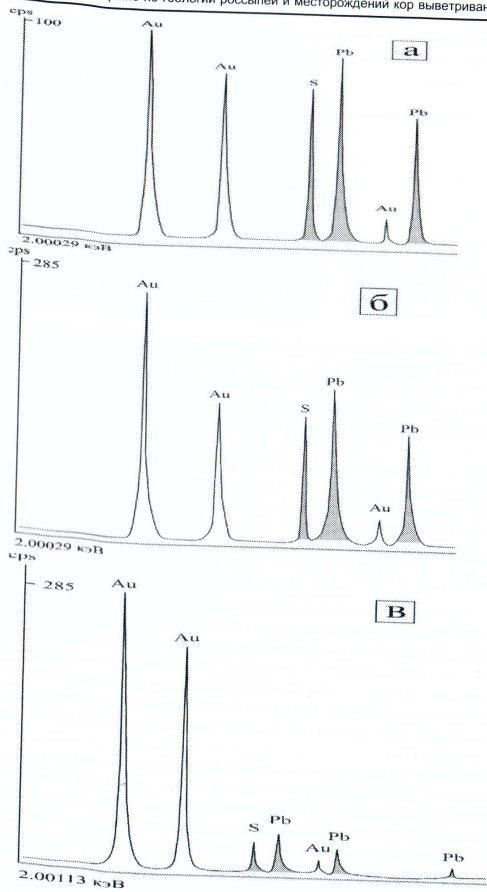 по геологии россыпей и месторождений кор выветриван
cps
100
Au
Au
S
Pb
Au
Pb
а
2.00029 кэВ
cps
285
Au
Au
S
Pb
Au
Pb
б
2.00029 кэВ
cps
285
Au
Au
S
Pb
Au
Pb
Pb
в
2.00113 кэВ